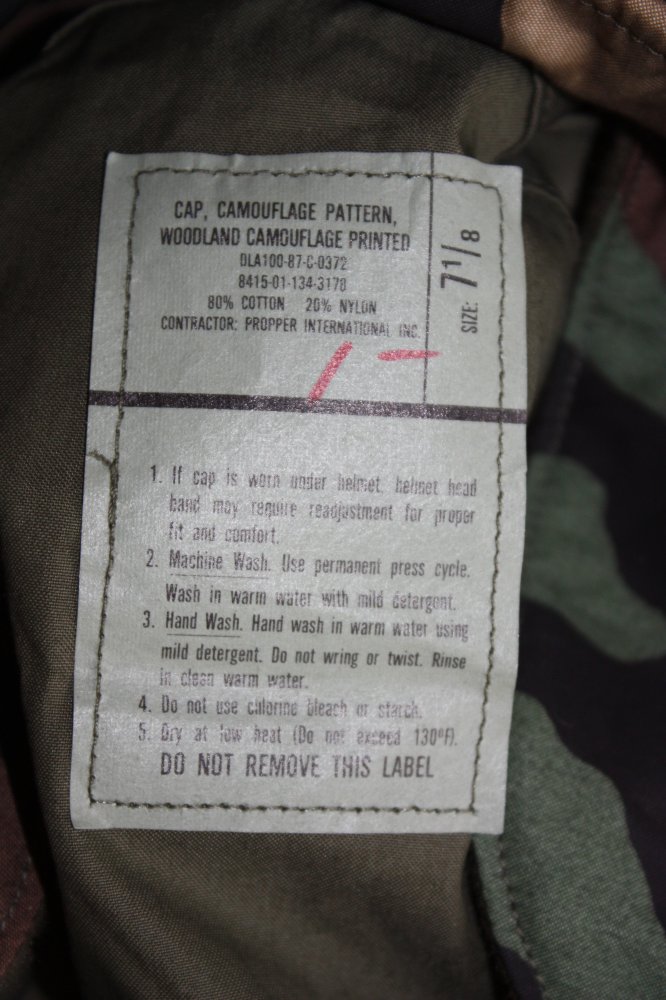 CAP, CAMOUFLAGE PATTERN,
WOODLAND CAMOUFLAGE PRINTED
DLA100-87-C-0372
8415-01-134-3178
80% COTTON 20% NYLON
CONTRACTOR: PROPPER INTERNATIONAL INC.
SIZE: 7 1/8
1. If cap is worn under helmet, helmet head
band may require readjustment for proper
fit and comfort.
2. Machine Wash. Use permanent press cycle.
Wash in warm water with mild detergent.
3. Hand Wash. Hand wash in warm water using
mild detergent. Do not wring or twist. Rinse
in clean warm water.
4. Do not use chlorine bleach or starch.
5. Dry at low heat (Do not exceed 130°F).
DO NOT REMOVE THIS LABEL